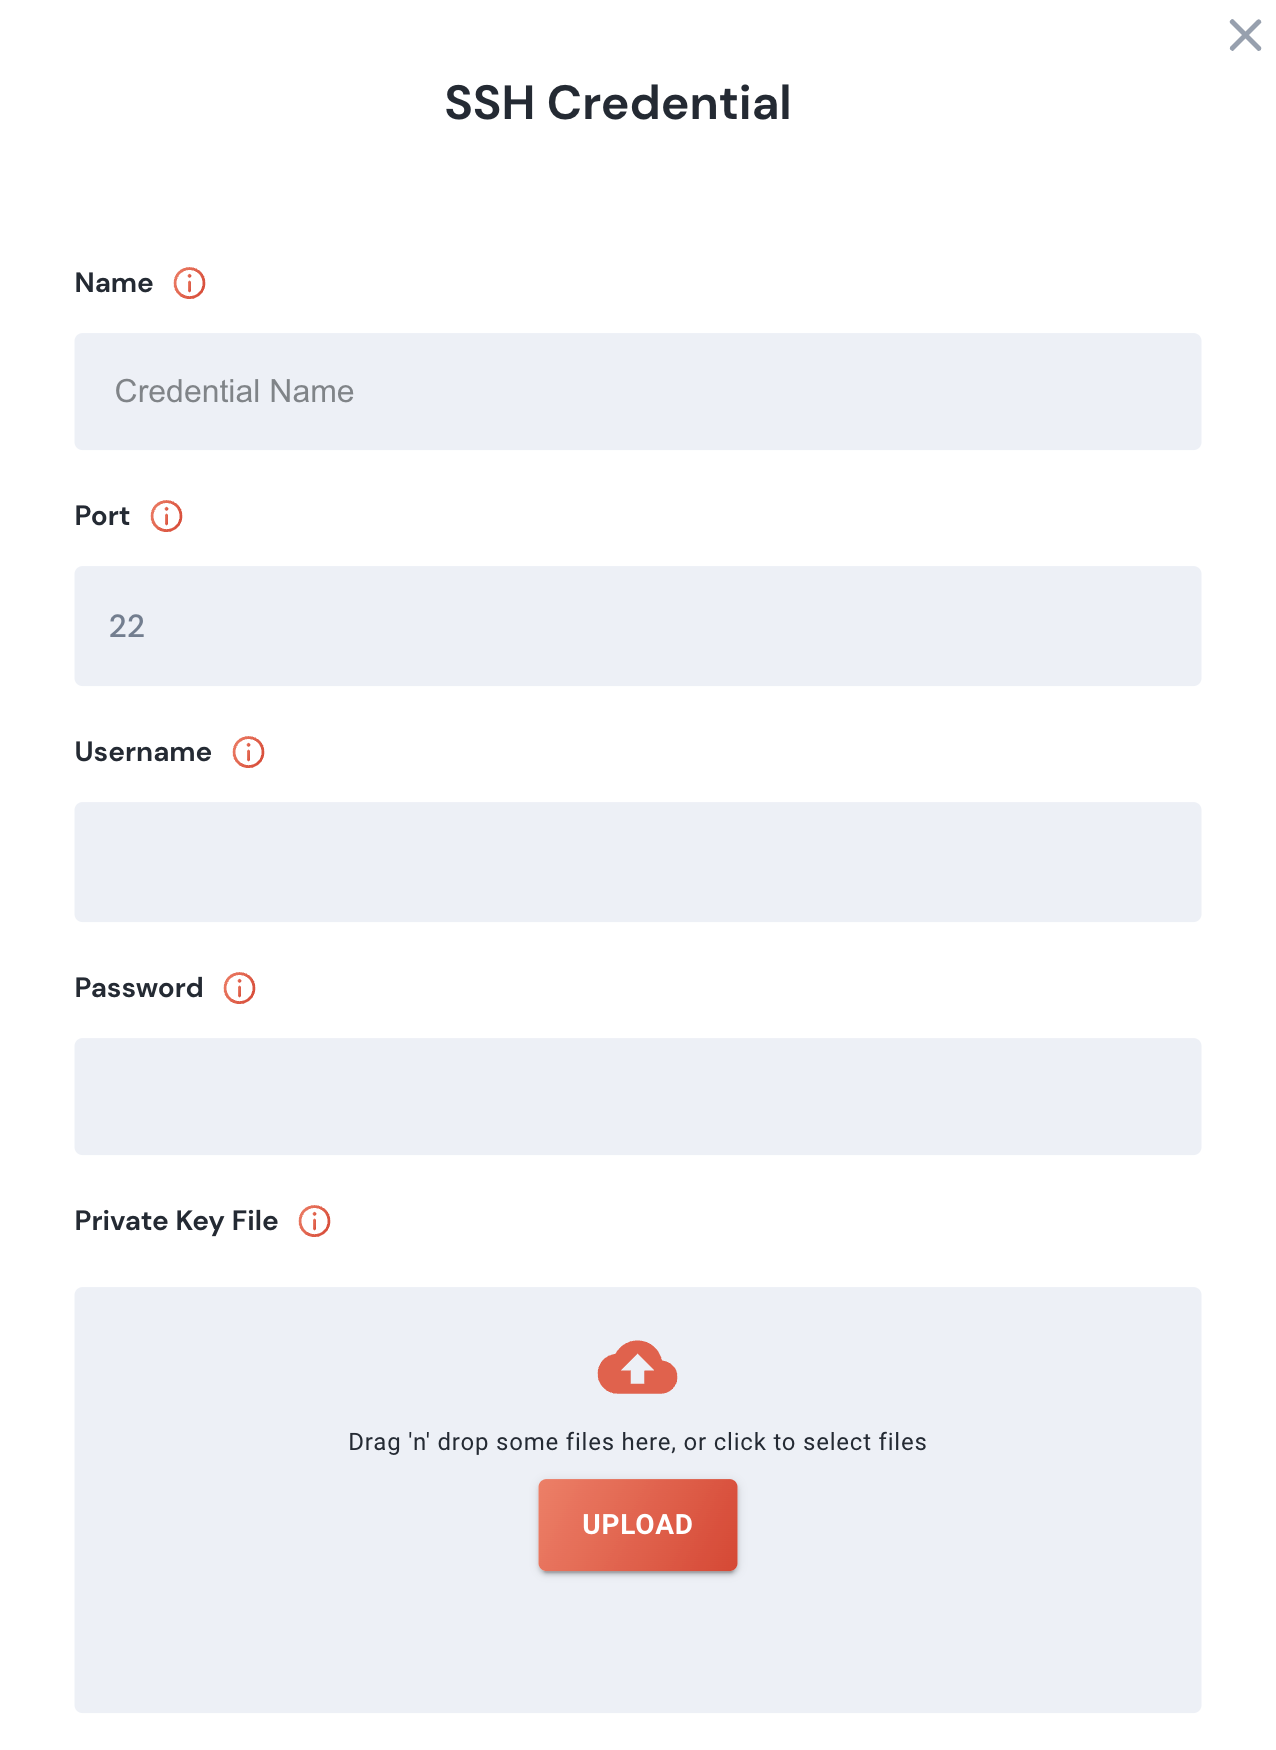 SSH Credential
Name
Credential Name
Port
22
Username
Password
Private Key File
Drag 'n' drop some files here, or click to select files
UPLOAD